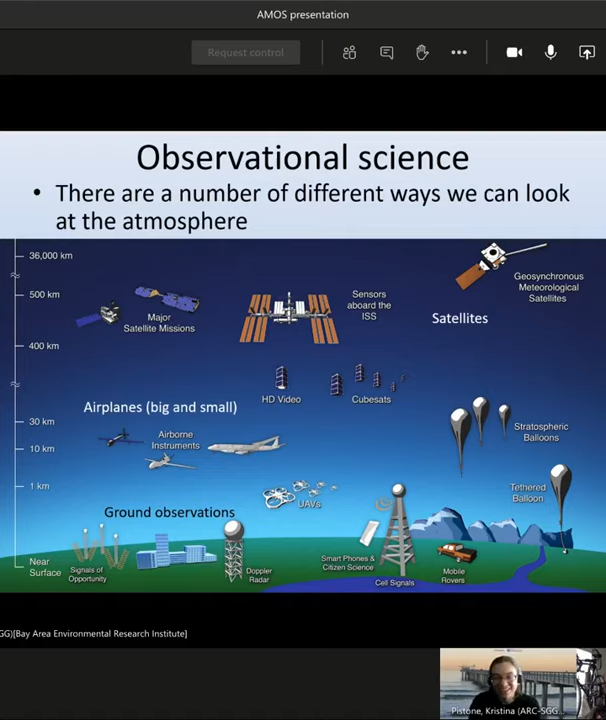 AMOS presentation
Request control
Observational science
• There are a number of different ways we can look
at the atmosphere
36,000 km
500 km
400 km
30 km
10 km
1 km
Near
Surface
Geosynchronous
Meteorological
Satellites
Major
Satellite Missions
Sensors
aboard the
ISS
Satellites
HD Video
Cubesats
Airplanes (big and small)
Airborne
Instruments
Stratospheric
Balloons
Tethered
Balloon
UAVs
Ground observations
Signals of
Opportunity
Doppler
Radar
Smart Phones &
Citizen Science
Cell Signals
Mobile
Rovers
GG)[Bay Area Environmental Research Institute]
Pistone, Kristina (ARC-SGG...